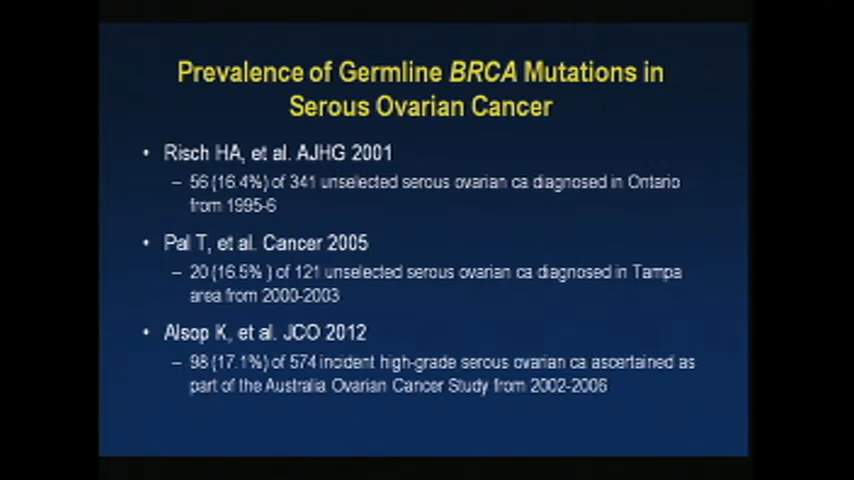 Prevalence of Germline BRCA Mutations in
Serous Ovarian Cancer
• Risch HA, et al. AJHG 2001
– 56 (16.4%) of 341 unselected serous ovarian ca diagnosed in Ontario
from 1995-6
• Pal T, et al. Cancer 2005
– 20 (16.5% ) of 121 unselected serous ovarian ca diagnosed in Tampa
area from 2000-2003
• Alsop K, et al. JCO 2012
– 98 (17.1%) of 574 incident high-grade serous ovarian ca ascertained as
part of the Australia Ovarian Cancer Study from 2002-2006